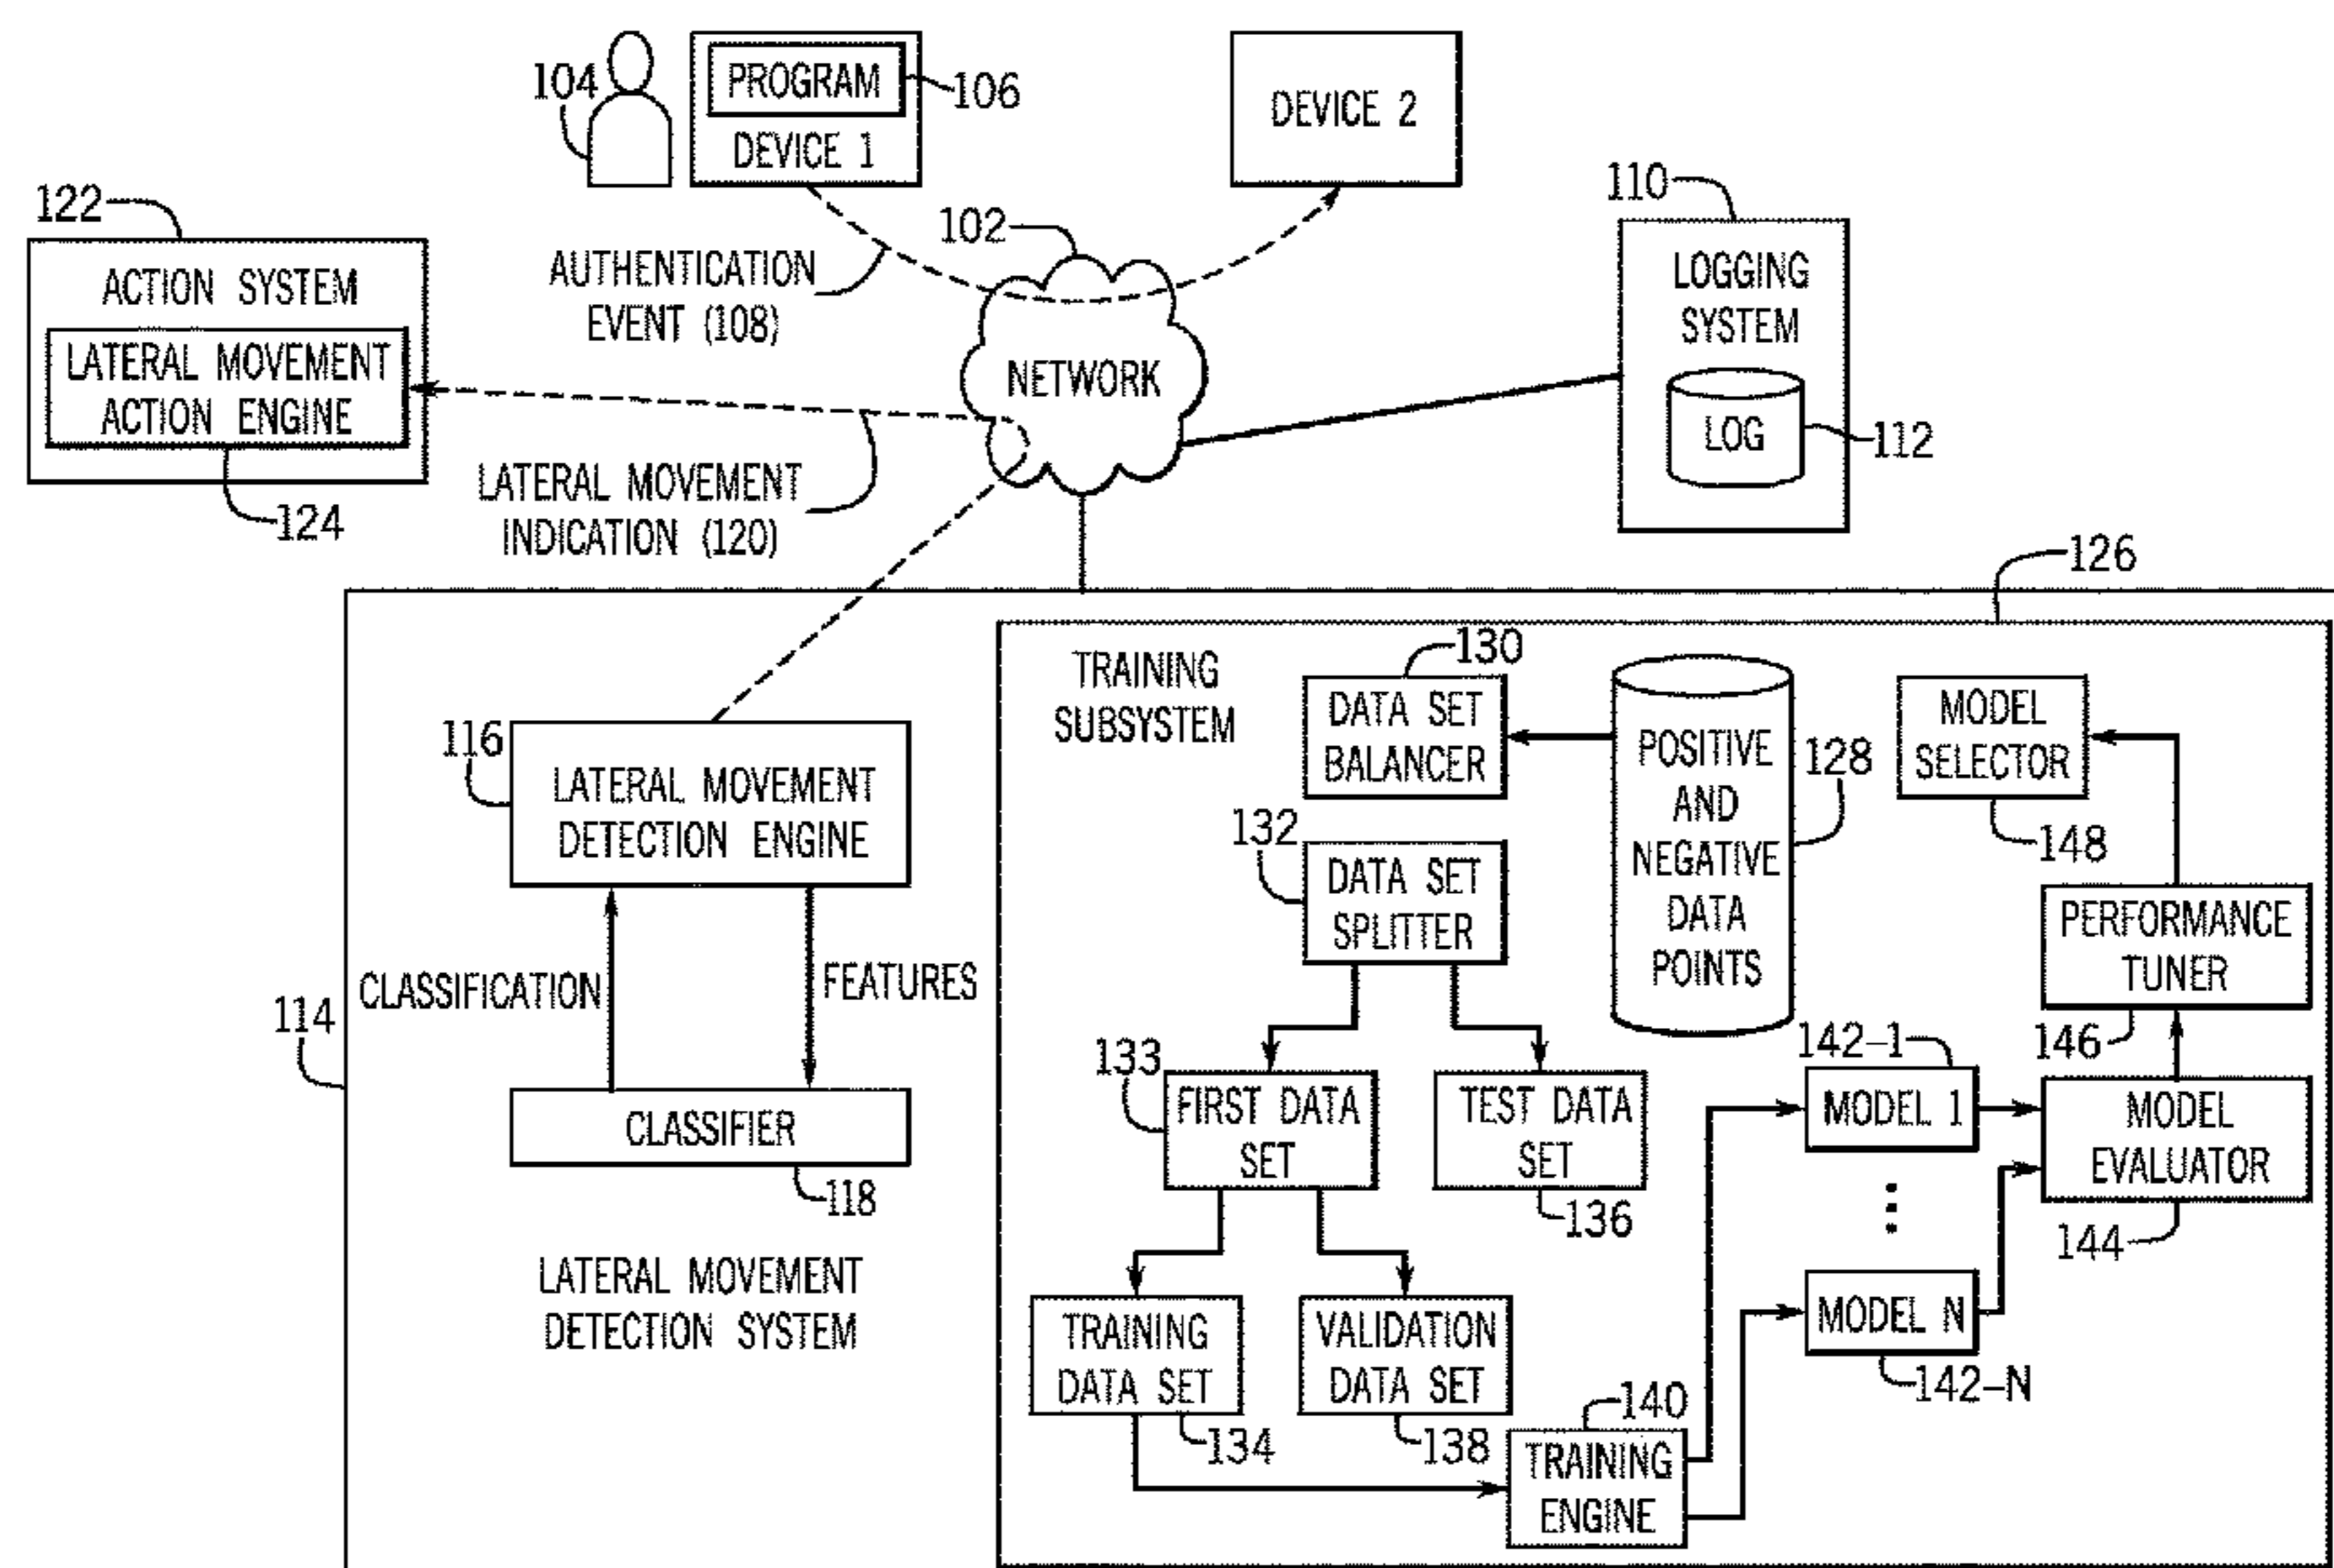 104
PROGRAM
106
DEVICE 1
DEVICE 2
122
ACTION SYSTEM
LATERAL MOVEMENT
ACTION ENGINE
124
AUTHENTICATION
EVENT (108)
102
NETWORK
110
LOGGING
SYSTEM
LOG
112
LATERAL MOVEMENT
INDICATION (120)
126
114
116
LATERAL MOVEMENT
DETECTION ENGINE
CLASSIFICATION
FEATURES
CLASSIFIER
118
LATERAL MOVEMENT
DETECTION SYSTEM
TRAINING
SUBSYSTEM
130
DATA SET
BALANCER
POSITIVE
AND
NEGATIVE
DATA
POINTS
128
MODEL
SELECTOR
148
132
DATA SET
SPLITTER
PERFORMANCE
TUNER
146
133
FIRST DATA
SET
TEST DATA
SET
136
142-1
MODEL 1
MODEL
EVALUATOR
144
TRAINING
DATA SET
134
VALIDATION
DATA SET
138
MODEL N
142-N
140
TRAINING
ENGINE